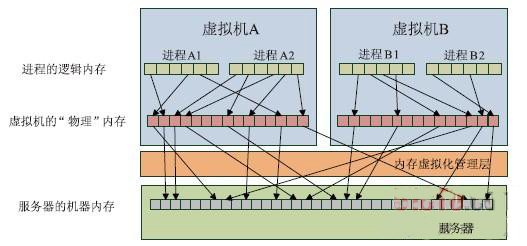 虚拟机A
虚拟机B
进程A1
进程A2
进程B1
进程B2
进程的逻辑内存
虚拟机的“物理”内存
内存虚拟化管理层
服务器的机器内存
服务器